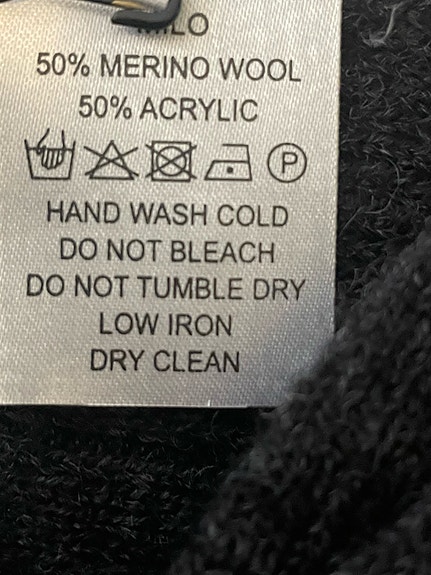 50% MERINO WOOL
50% ACRYLIC
P
HAND WASH COLD
DO NOT BLEACH
DO NOT TUMBLE DRY
LOW IRON
DRY CLEAN